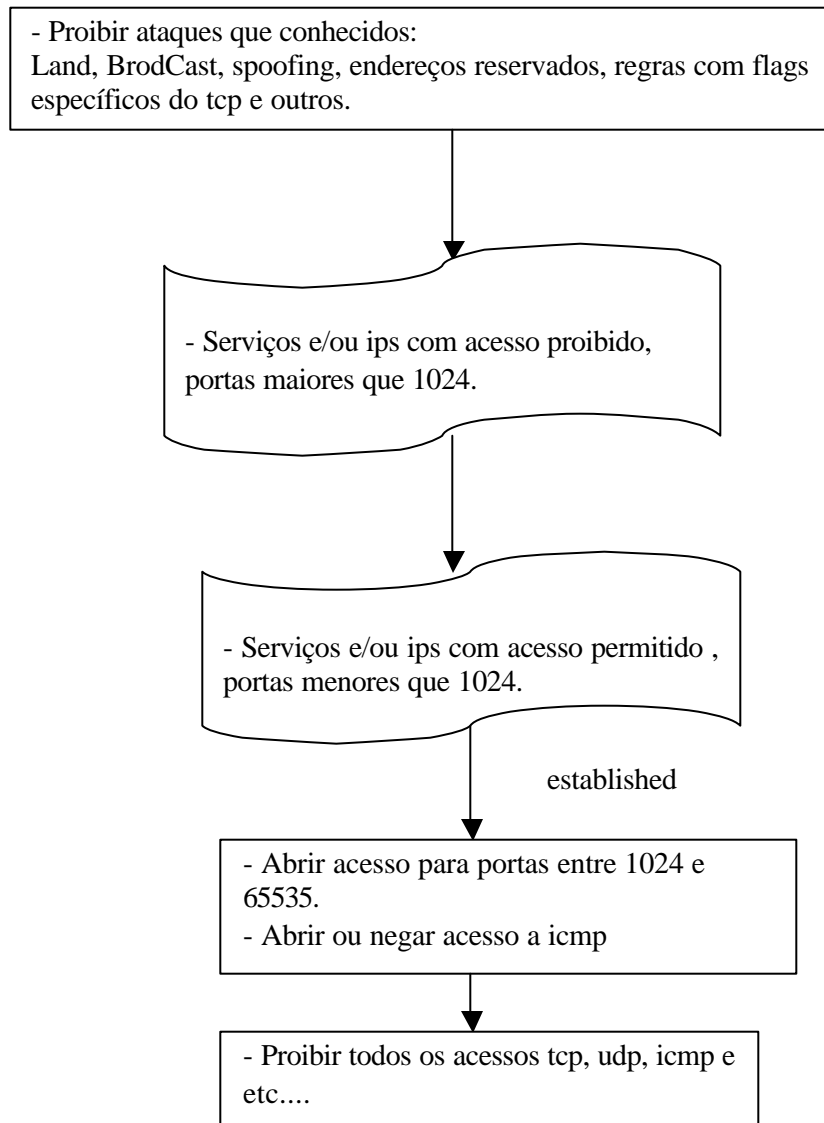 - Proibir ataques que conhecidos:
Land, BrodCast, spoofing, endereços reservados, regras com flags
específicos do tcp e outros.
- Serviços e/ou ips com acesso proibido,
portas maiores que 1024.
- Serviços e/ou ips com acesso permitido ,
portas menores que 1024.
established
- Abrir acesso para portas entre 1024 e
65535.
- Abrir ou negar acesso a icmp
- Proibir todos os acessos tcp, udp, icmp e
etc....